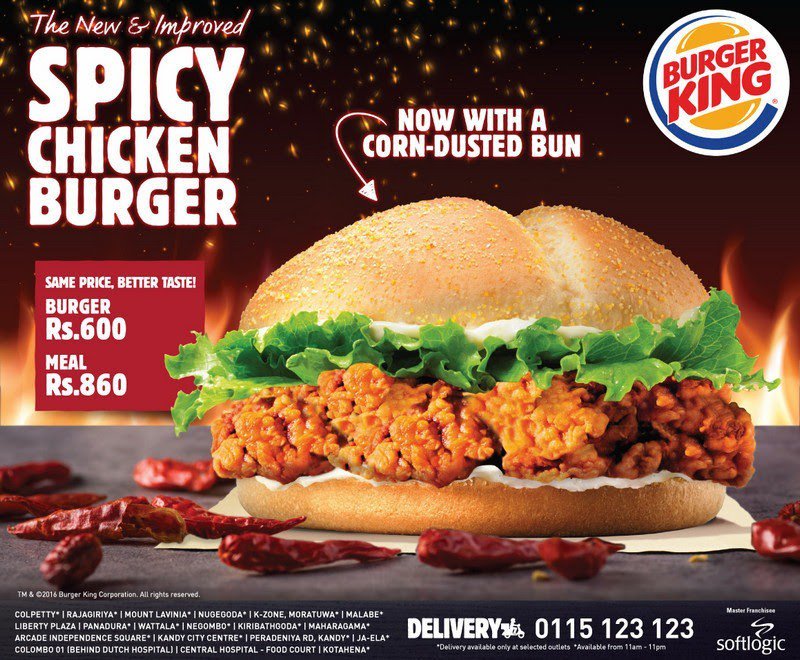 The New & Improved
SPICY
CHICKEN
BURGER
BURGER
KING
®
NOW WITH A
CORN-DUSTED BUN
SAME PRICE, BETTER TASTE!
BURGER
Rs.600
MEAL
Rs.860
TM & ©2016 Burger King Corporation. All rights reserved.
COLPETTY* | RAJAGIRIYA* | MOUNT LAVINIA* | NUGEGODA* | K-ZONE, MORATUWA* | MALABE*
LIBERTY PLAZA | PANADURA* | WATTALA* | NEGOMBO* | KIRIBATHGODA* | MAHARAGAMA*
ARCADE INDEPENDENCE SQUARE* | KANDY CITY CENTRE* | PERADENIYA RD, KANDY* | JA-ELA*
COLOMBO 01 (BEHIND DUTCH HOSPITAL) | CENTRAL HOSPITAL - FOOD COURT | KOTAHENA*
DELIVERY 0115 123 123
*Delivery available only at selected outlets *Available from 11am - 11pm
Master Franchisee
softlogic